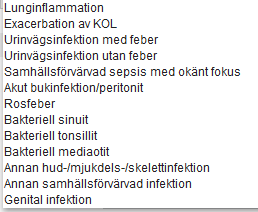 Lunginflammation
Exacerbation av KOL
Urinvägsinfektion med feber
Urinvägsinfektion utan feber
Samhällsförvärvad sepsis med okänt fokus
Akut bukinfektion/peritonit
Rosfeber
Bakteriell sinuit
Bakteriell tonsillit
Bakteriell mediaotit
Annan hud-/mjukdels-/skelettinfektion
Annan samhällsförvärvad infektion
Genital infektion